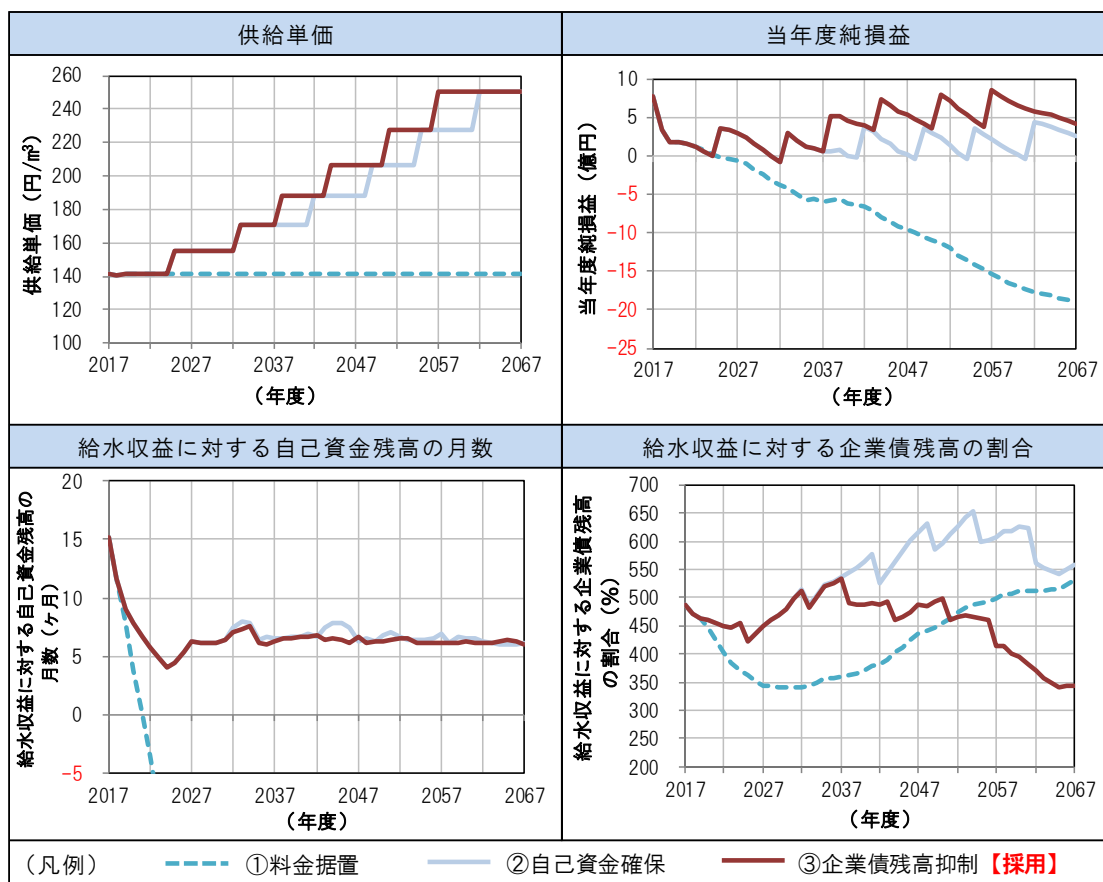 供給単価
当年度純損益
供給単価（円/m³）
260
240
220
200
180
160
140
120
100
2017 2027 2037 2047 2057 2067
（年度）
当年度純損益（億円）
10
5
0
-5
-10
-15
-20
-25
2017 2027 2037 2047 2057 2067
（年度）
給水収益に対する自己資金残高の月数
給水収益に対する企業債残高の割合
給水収益に対する自己資金残高の
月数（ヶ月）
20
15
10
5
0
-5
2017 2027 2037 2047 2057 2067
（年度）
給水収益に対する企業債残高
の割合（%）
700
650
600
550
500
450
400
350
300
250
200
2017 2027 2037 2047 2057 2067
（年度）
（凡例） ①料金据置 ②自己資金確保 ③企業債残高抑制【採用】